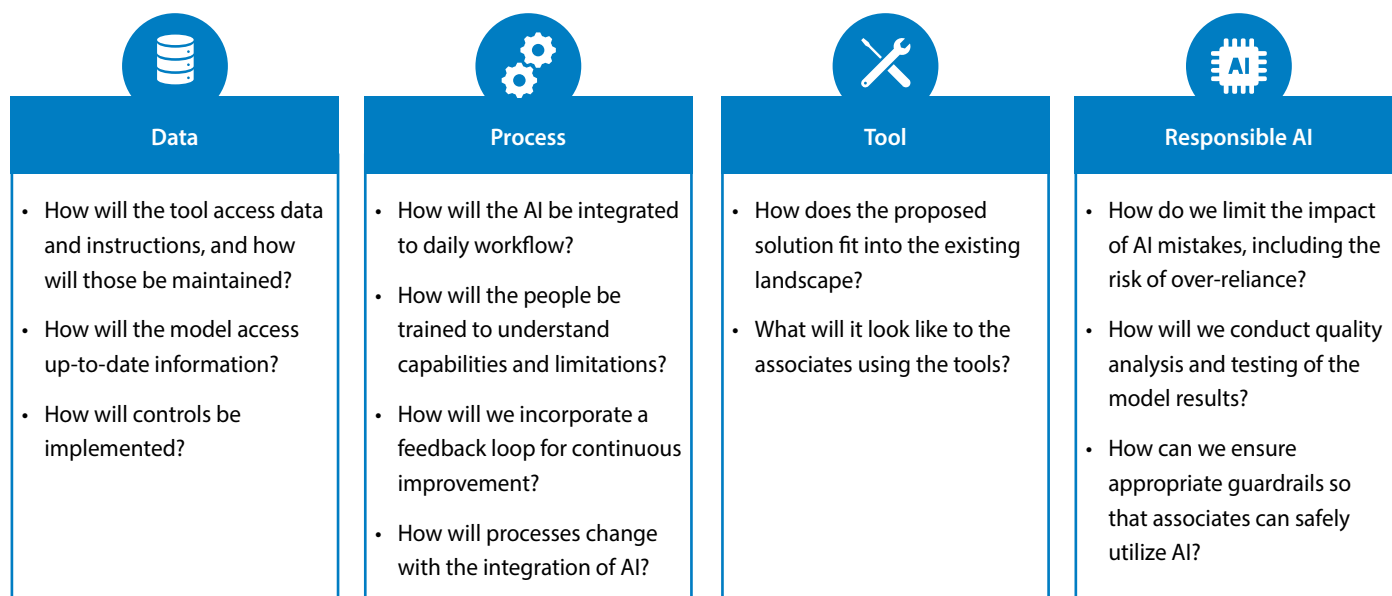 AI
Data
• How will the tool access data
and instructions, and how
will those be maintained?
• How will the model access
up-to-date information?
• How will controls be
implemented?
Process
• How will the AI be integrated
to daily workflow?
• How will the people be
trained to understand
capabilities and limitations?
• How will we incorporate a
feedback loop for continuous
improvement?
• How will processes change
with the integration of AI?
Tool
• How does the proposed
solution fit into the existing
landscape?
• What will it look like to the
associates using the tools?
Responsible AI
• How do we limit the impact
of AI mistakes, including the
risk of over-reliance?
• How will we conduct quality
analysis and testing of the
model results?
• How can we ensure
appropriate guardrails so
that associates can safely
utilize AI?